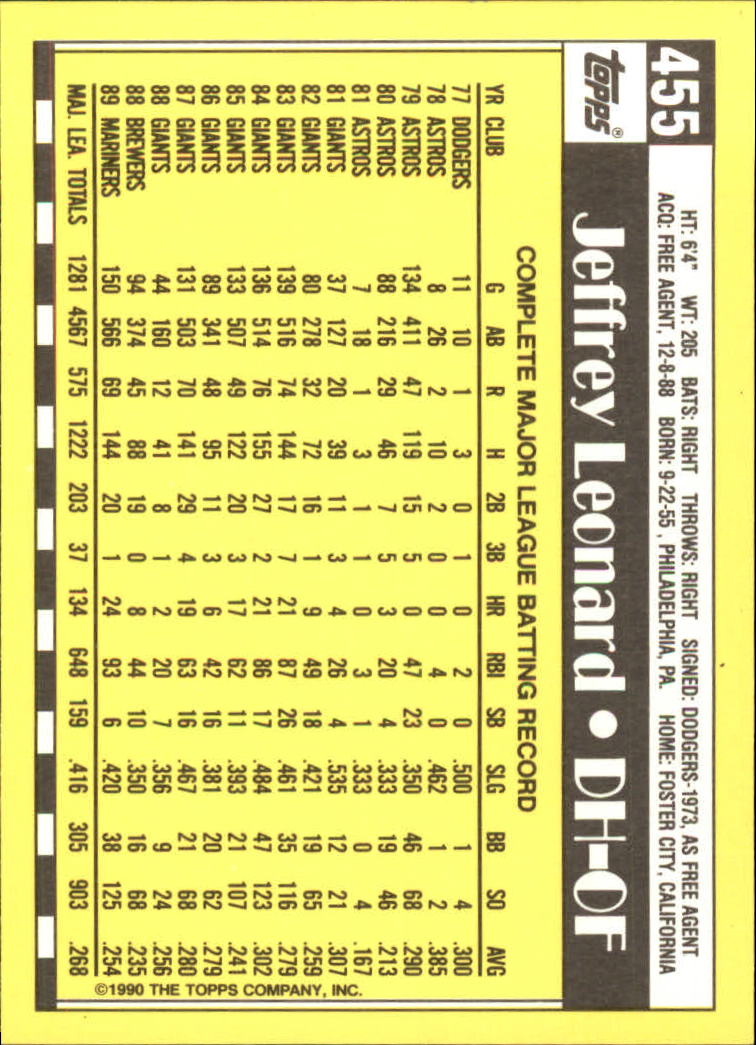 455
HT: 6'4" WT: 205 BATS: RIGHT THROWS: RIGHT SIGNED: DODGERS-1973, AS FREE AGENT
ACQ: FREE AGENT, 12-8-88 BORN: 9-22-55, PHILADELPHIA, PA. HOME: FOSTER CITY, CALIFORNIA
topps®
Jeffrey Leonard • DH-OF
COMPLETE MAJOR LEAGUE BATTING RECORD
YR CLUB G AB R H 2B 3B HR RBI SB SLG BB SO AVG
77 DODGERS 11 10 1 3 0 1 0 2 0 .500 1 4 .300
78 ASTROS 8 26 2 10 2 0 0 4 0 .462 1 2 .385
79 ASTROS 134 411 47 119 15 5 0 47 23 .350 46 68 .290
80 ASTROS 88 216 29 46 7 5 3 20 4 .333 19 46 .213
81 ASTROS 7 18 1 3 1 1 0 3 1 .333 0 4 .167
81 GIANTS 37 127 20 39 11 3 4 26 4 .535 12 21 .307
82 GIANTS 80 278 32 72 16 1 9 49 18 .421 19 65 .259
83 GIANTS 139 516 74 144 17 7 21 87 26 .461 35 116 .279
84 GIANTS 136 514 76 155 27 2 21 86 17 .484 47 123 .302
85 GIANTS 133 507 49 122 20 3 17 62 11 .393 21 107 .241
86 GIANTS 89 341 48 95 11 3 6 42 16 .381 20 62 .279
87 GIANTS 131 503 70 141 29 4 19 63 16 .467 21 68 .280
88 GIANTS 44 160 12 41 8 1 2 20 7 .356 9 24 .256
88 BREWERS 94 374 45 88 19 0 8 44 10 .350 16 68 .235
89 MARINERS 150 566 69 144 20 1 24 93 6 .420 38 125 .254
MAJ. LEA. TOTALS 1281 4567 575 1222 203 37 134 648 159 .416 305 903 .268
©1990 THE TOPPS COMPANY, INC.